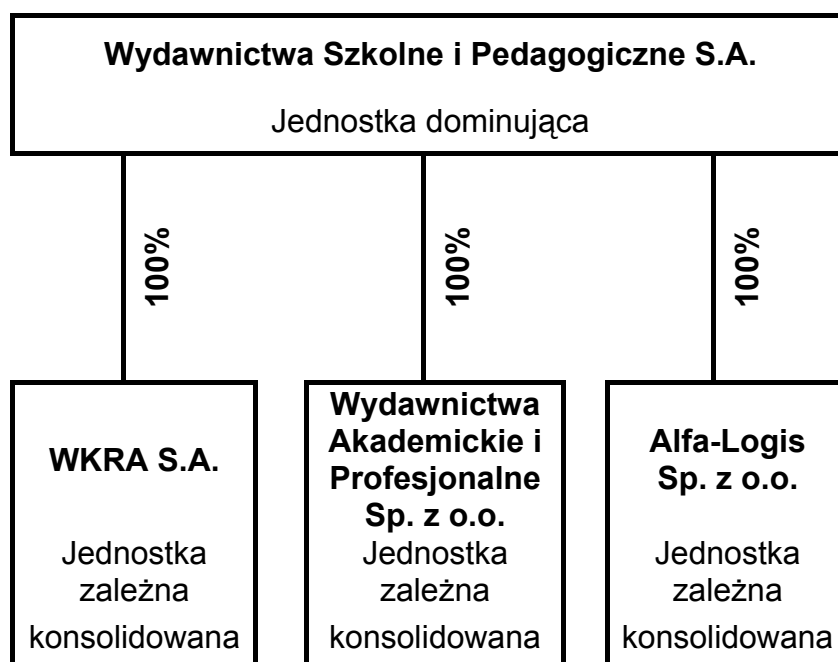 Wydawnictwa Szkolne i Pedagogiczne S.A.
Jednostka dominująca
100%
100%
100%
WKRA S.A.
Jednostka
zależna
konsolidowana
Wydawnictwa
Akademickie i
Profesjonalne
Sp. z o.o.
Jednostka
zależna
konsolidowana
Alfa-Logis
Sp. z o.o.
Jednostka
zależna
konsolidowana